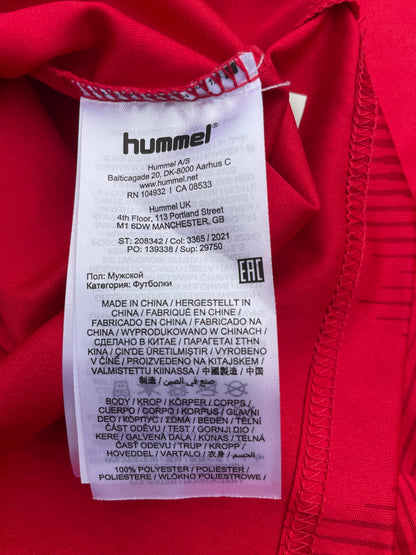 hummel
Hummel A/S
Balticagade 20, DK-8000 Aarhus C
www.hummel.net
RN 104932 | CA 08533
Hummel UK
4th Floor, 113 Portland Street
M1 6DW MANCHESTER, GB
ST: 208342 / Col: 3365 / 2021
PO: 139338 / Sup: 29750
Пол: Мужской
Категория: Футболки
EAC
MADE IN CHINA / HERGESTELLT IN
CHINA / FABRIQUÉ EN CHINE /
FABRICADO EN CHINA / FABRICADO NA
CHINA / WYPRODUKOWANO W CHINACH /
СДЕЛАНО В КИТАЕ / ΠΑΡΑΓΕΤΑΙ ΣΤΗΝ
ΚΙΝΑ / ÇIN'DE ÜRETILMIŞTIR / VYROBENO
V ČÍNĚ / PROIZVEDENO NA KITAJSKEM /
VALMISTETTU KIINASSA / 中國製造 / 中国
制造 / صنع في الصين /
BODY / KROP / KÖRPER / CORPS /
CUERPO / CORPO / KORPUS / GLAVNI
DEO / КОРПУС / ΣΩΜΑ / BEDEN / TĚLNÍ
ČÁST ODĚVU / TEST / GORNJI DIO /
KERE / GALVENĀ DAĻA / KŪNAS / TELNÁ
ČASŤ ODEVU / TRUP / KROPP /
HOVEDDEL / VARTALO / 衣身 / الجسم /
100% POLYESTER / POLIÉSTER /
POLIESTERE / WŁÓKNO POLIESTROWE /